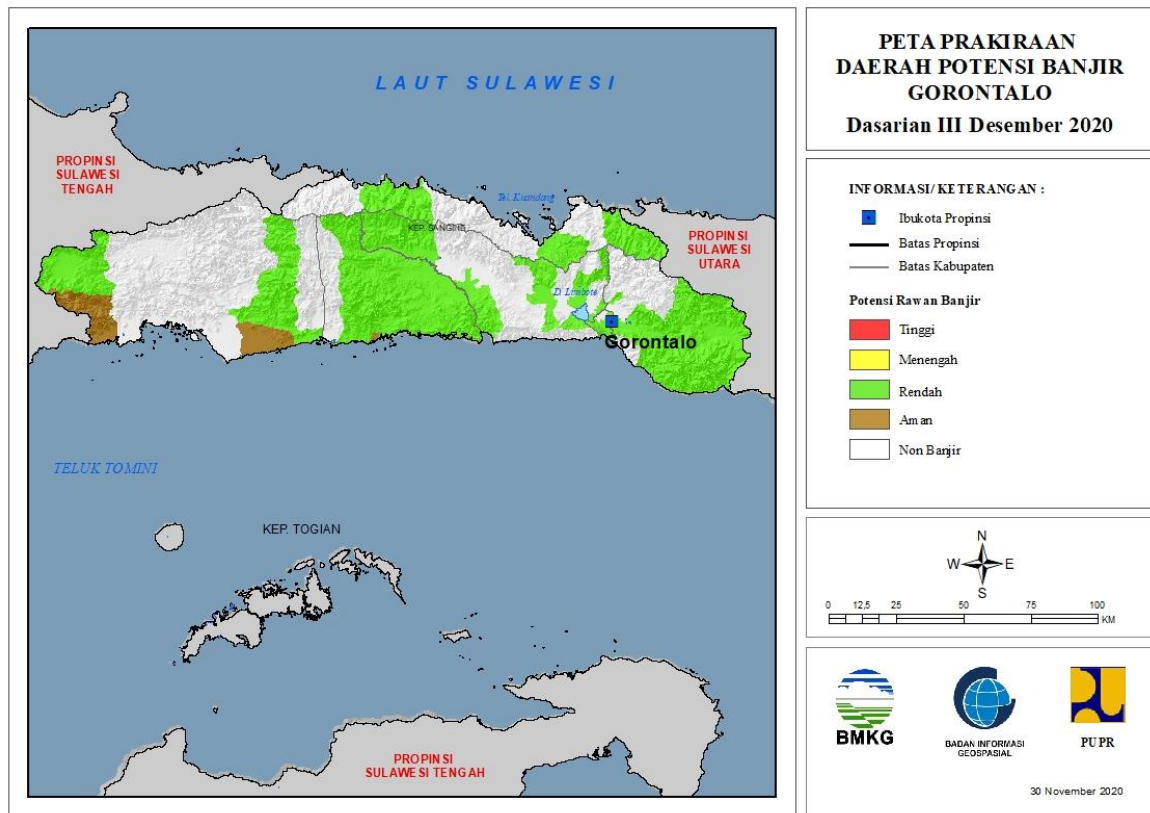 LAUT SULAWESI
PROPINSI
SULAWESI
TENGAH
Tel. Kuandang
KEP. SANGING
PROPINSI
SULAWESI
UTARA
D. Limboto
Gorontalo
TELUK TOMINI
KEP. TOGIAN
PROPINSI
SULAWESI TENGAH
PETA PRAKIRAAN
DAERAH POTENSI BANJIR
GORONTALO
Dasarian III Desember 2020
INFORMASI/ KETERANGAN :
Ibukota Propinsi
Batas Propinsi
Batas Kabupaten
Potensi Rawan Banjir
Tinggi
Menengah
Rendah
Aman
Non Banjir
N
W E
S
0 12,5 25 50 75 100
KM
BMKG
BADAN INFORMASI
GEOSPASIAL
PUPR
30 November 2020